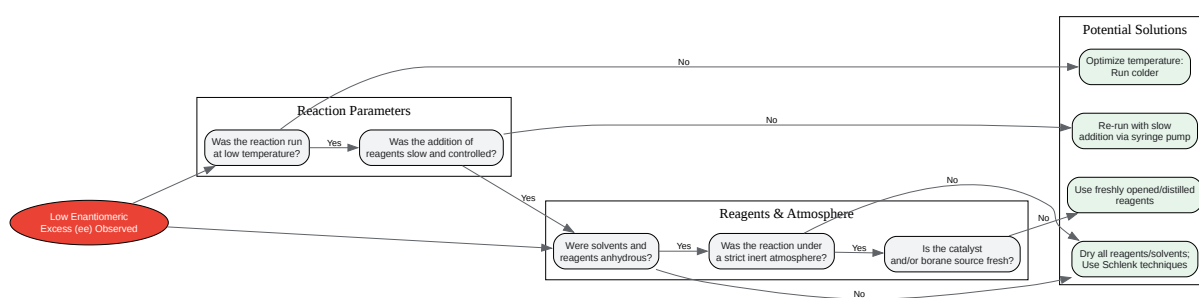 Potential Solutions
Optimize temperature:
Run colder
No
Reaction Parameters
Was the reaction run
at low temperature?
Yes
Was the addition of
reagents slow and controlled?
No
Re-run with slow
addition via syringe pump
Low Enantiomeric
Excess (ee) Observed
Yes
Reagents & Atmosphere
Were solvents and
reagents anhydrous?
Yes
Was the reaction under
a strict inert atmosphere?
Yes
Is the catalyst
and/or borane source fresh?
No
No
Use freshly opened/distilled
reagents
No
Dry all reagents/solvents;
Use Schlenk techniques